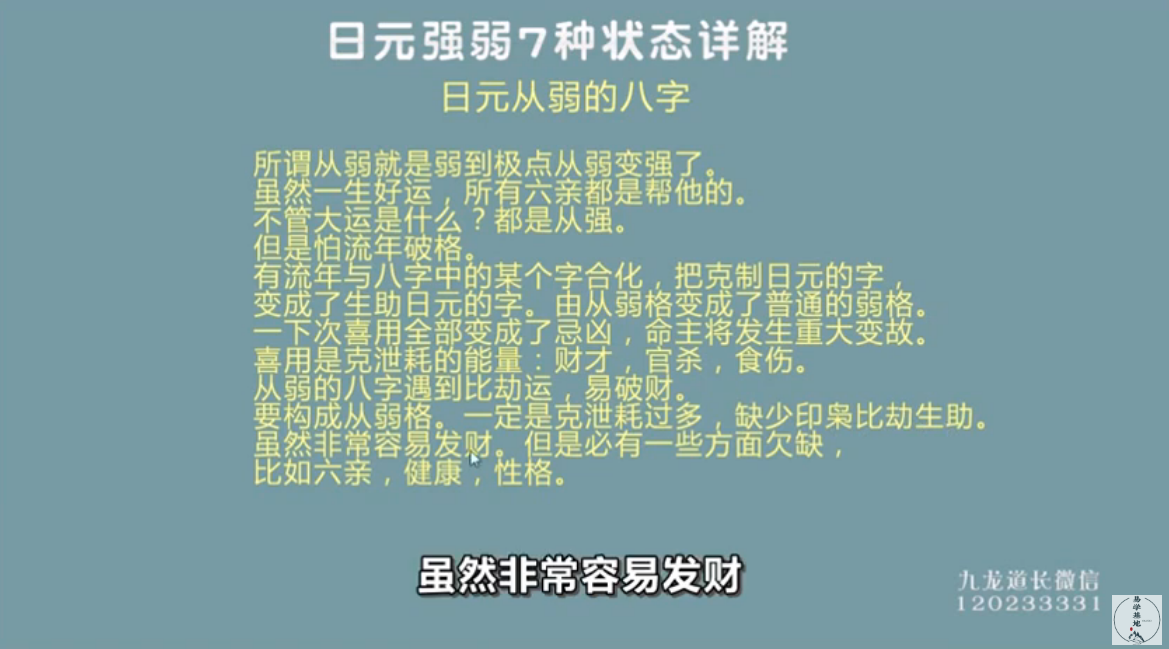 日元强弱7种状态详解
日元从弱的八字
所谓从弱就是弱到极点从弱变强了。
虽然一生好运，所有六亲都是帮他的。
不管大运是什么？都是从强。
但是怕流年破格。
有流年与八字中的某个字合化，把克制日元的字，
变成了生助日元的字。由从弱格变成了普通的弱格。
一下次喜用全部变成了忌凶，命主将发生重大变故。
喜用是克泄耗的能量：财才，官杀，食伤。
从弱的八字遇到比劫运，易破财。
要构成从弱格。一定是克泄耗过多，缺少印枭比劫生助。
虽然非常容易发财。但是必有一些方面欠缺，
比如六亲，健康，性格。
虽然非常容易发财
九龙道长微信
120233331
易学基地